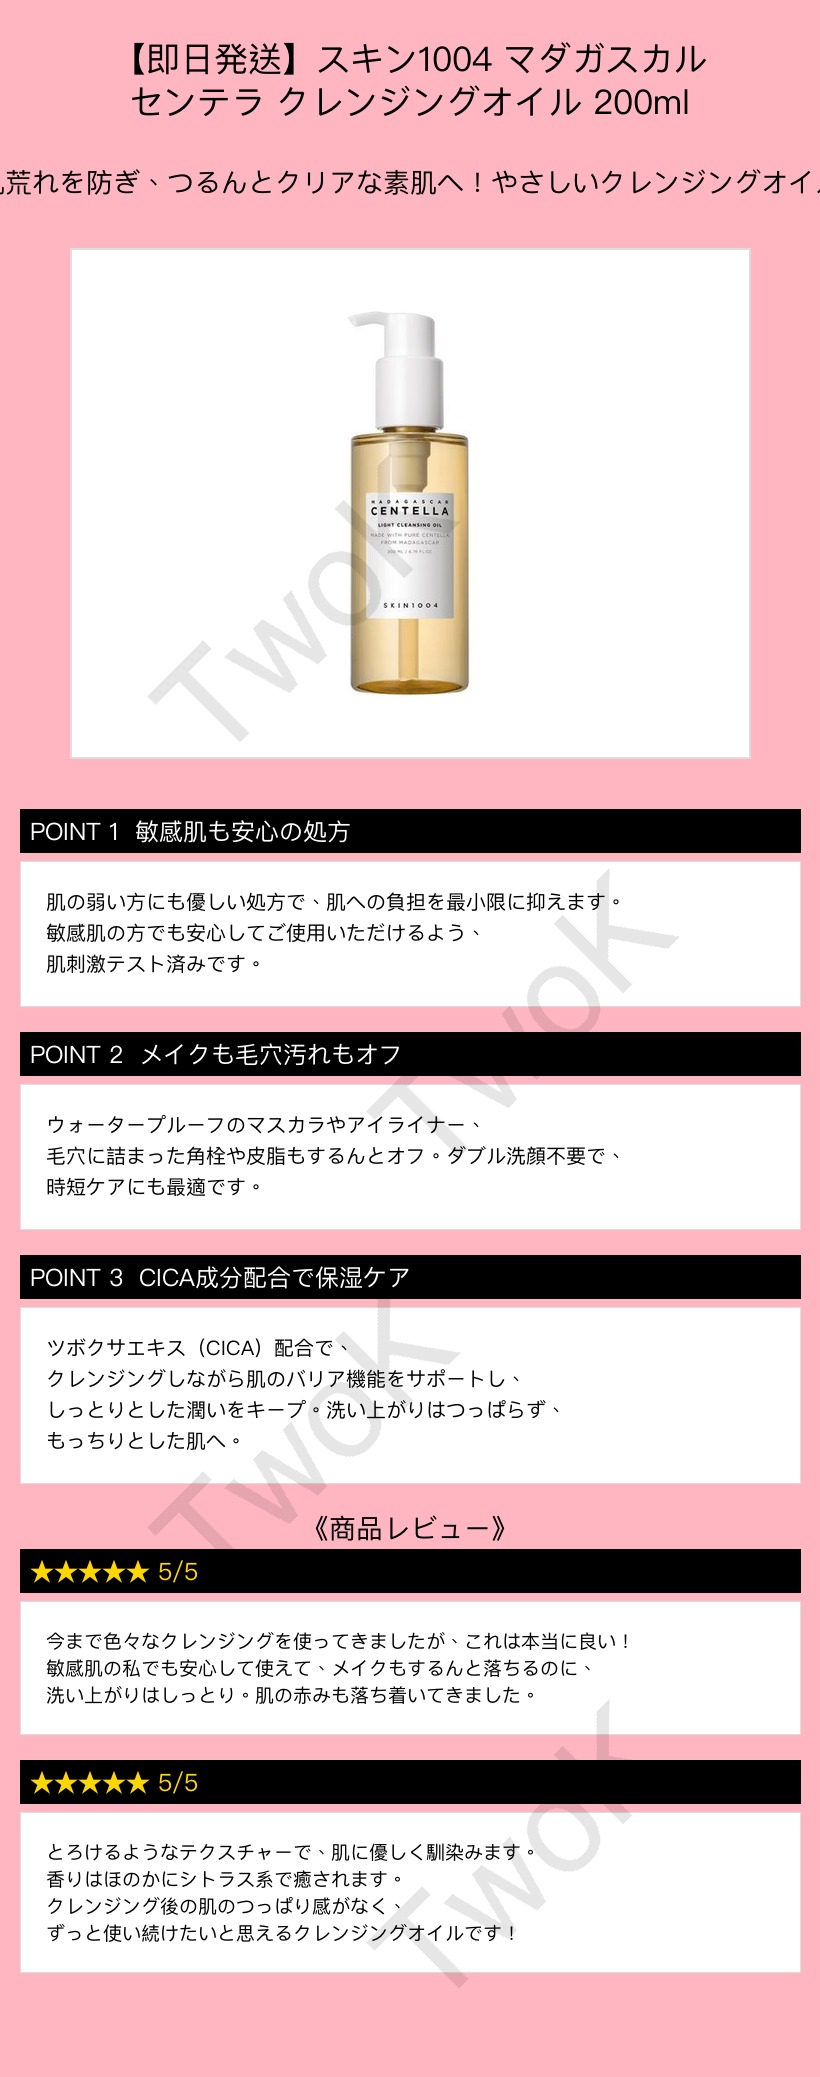 【即日発送】スキン1004 マダガスカル
センテラ クレンジングオイル 200ml
荒れを防ぎ、つるんとクリアな素肌へ！やさしいクレンジングオイ
MADAGASCAR
CENTELLA
LIGHT CLEANSING OIL
MADE WITH PURE CENTELLA
FROM MADAGASCAR
200 ML / 6.76 FL.OZ
SKIN1004
POINT 1 敏感肌も安心の処方
肌の弱い方にも優しい処方で、肌への負担を最小限に抑えます。
敏感肌の方でも安心してご使用いただけるよう、
肌刺激テスト済みです。
POINT 2 メイクも毛穴汚れもオフ
ウォータープルーフのマスカラやアイライナー、
毛穴に詰まった角栓や皮脂もするんとオフ。ダブル洗顔不要で、
時短ケアにも最適です。
POINT 3 CICA成分配合で保湿ケア
ツボクサエキス（CICA）配合で、
クレンジングしながら肌のバリア機能をサポートし、
しっとりとした潤いをキープ。洗い上がりはつっぱらず、
もっちりとした肌へ。
《商品レビュー》
★★★★★ 5/5
今まで色々なクレンジングを使ってきましたが、これは本当に良い！
敏感肌の私でも安心して使えて、メイクもするんと落ちるのに、
洗い上がりはしっとり。肌の赤みも落ち着いてきました。
★★★★★ 5/5
とろけるようなテクスチャーで、肌に優しく馴染みます。
香りはほのかにシトラス系で癒されます。
クレンジング後の肌のつっぱり感がなく、
ずっと使い続けたいと思えるクレンジングオイルです！
TwoK
TwoK
TwoK
TwoK